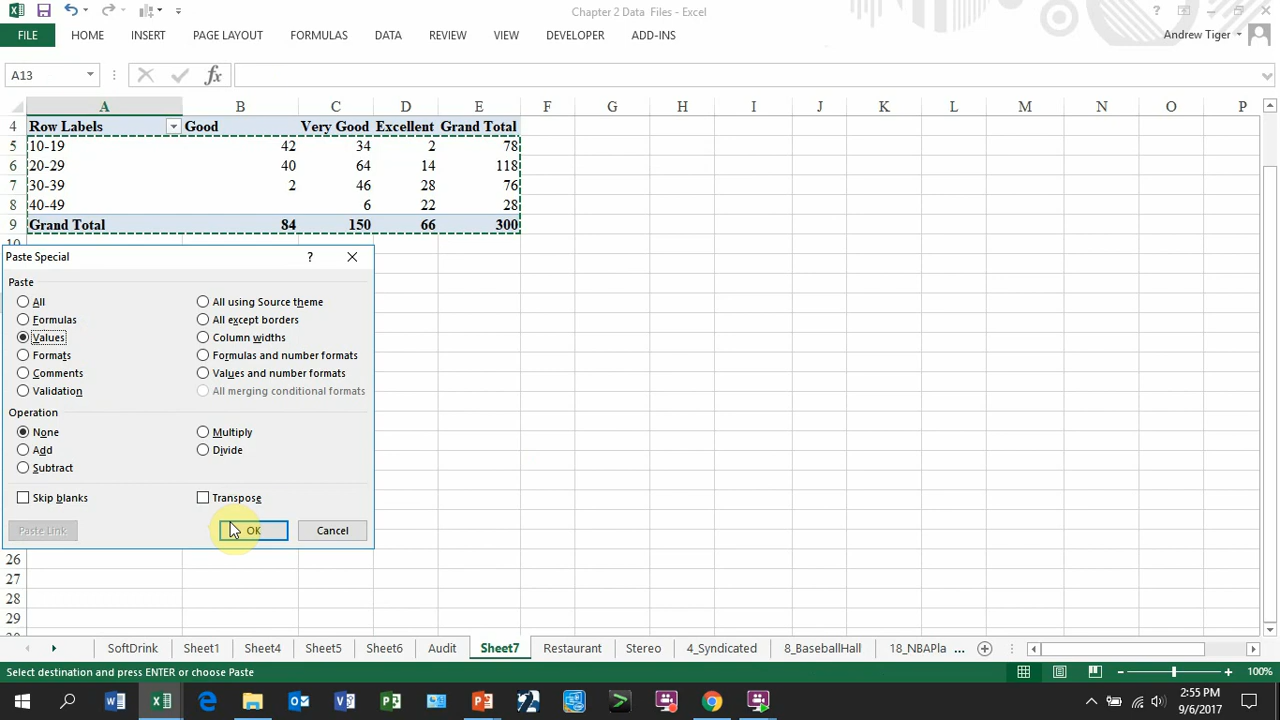 Chapter 2 Data Files - Excel
?
FILE HOME INSERT PAGE LAYOUT FORMULAS DATA REVIEW VIEW DEVELOPER ADD-INS Andrew Tiger
A13 fx
A B C D E F G H I J K L M N O P
4 Row Labels Good Very Good Excellent Grand Total
5 10-19 42 34 2 78
6 20-29 40 64 14 118
7 30-39 2 46 28 76
8 40-49 6 22 28
9 Grand Total 84 150 66 300
10
Paste Special ?
Paste
All All using Source theme
Formulas All except borders
Values Column widths
Formats Formulas and number formats
Comments Values and number formats
Validation All merging conditional formats
Operation
None Multiply
Add Divide
Subtract
Skip blanks Transpose
Paste Link OK Cancel
26
27
28
29
SoftDrink Sheet1 Sheet4 Sheet5 Sheet6 Audit Sheet7 Restaurant Stereo 4_Syndicated 8_BaseballHall 18_NBAPla ...
Select destination and press ENTER or choose Paste 100%
2:55 PM
9/6/2017